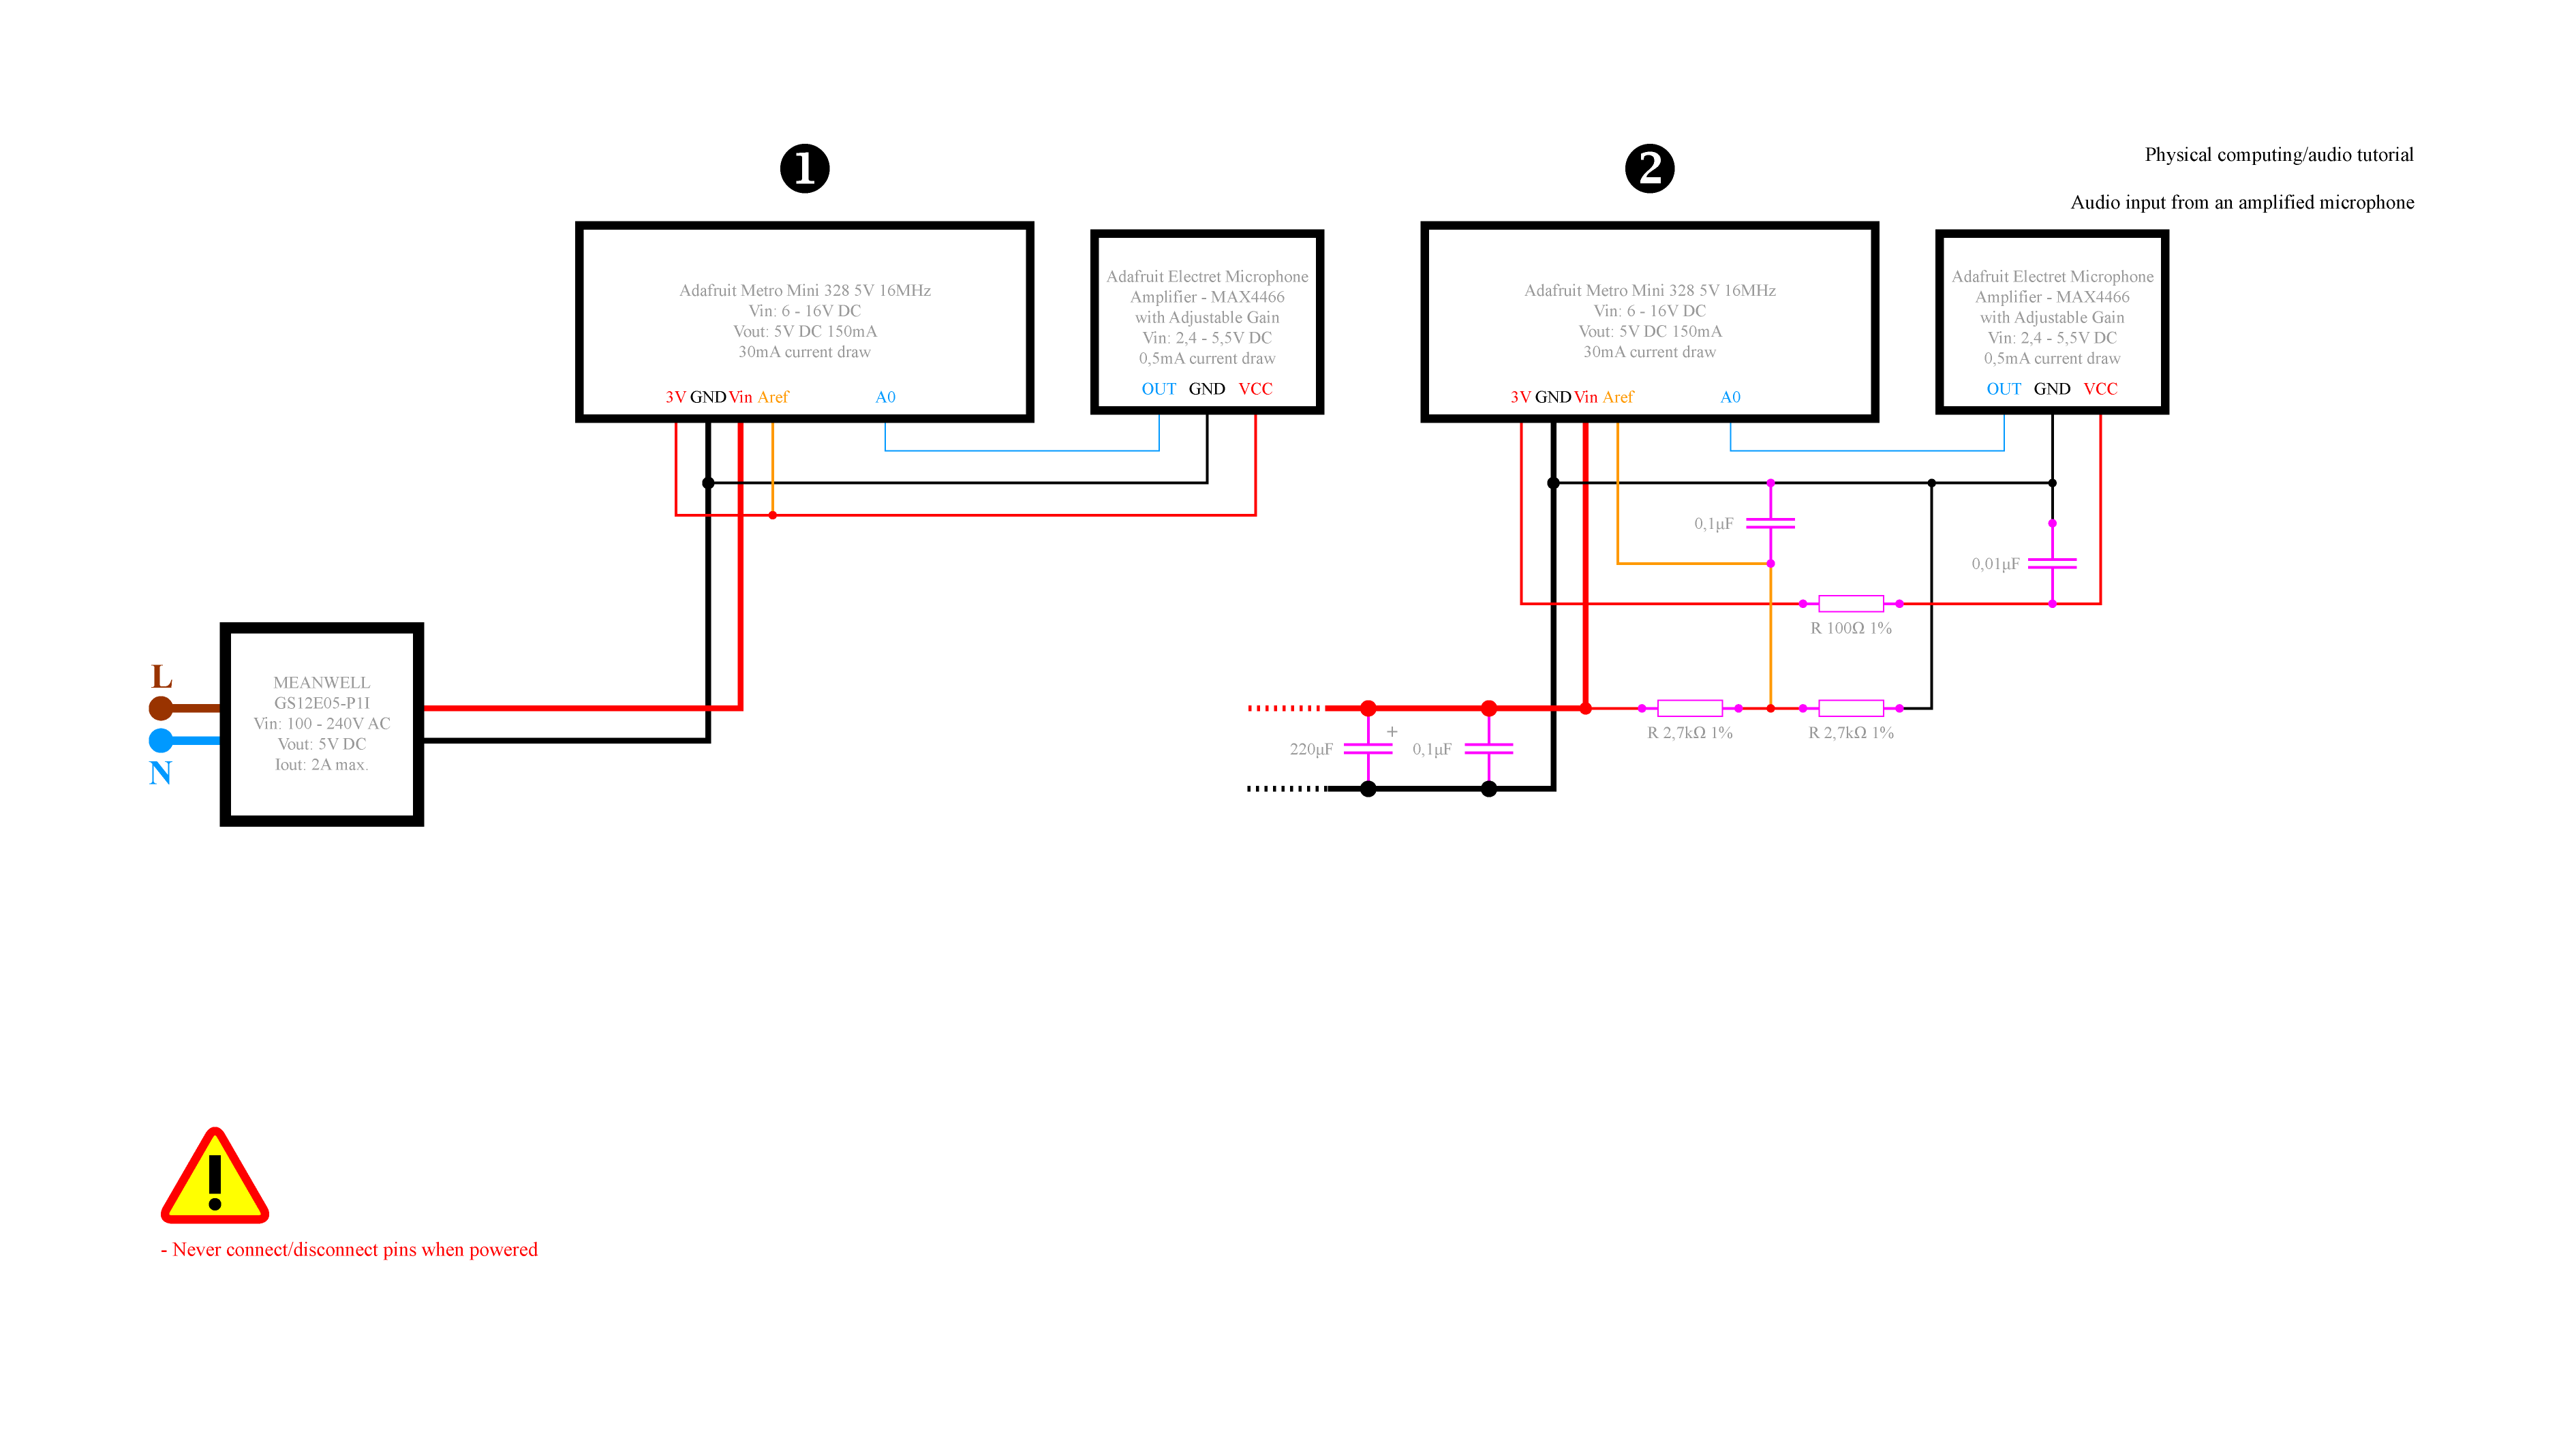 ❶
❷
Physical computing/audio tutorial
Audio input from an amplified microphone
Adafruit Metro Mini 328 5V 16MHz
Vin: 6 - 16V DC
Vout: 5V DC 150mA
30mA current draw
3V GND Vin Aref A0
Adafruit Electret Microphone
Amplifier - MAX4466
with Adjustable Gain
Vin: 2,4 - 5,5V DC
0,5mA current draw
OUT GND VCC
Adafruit Metro Mini 328 5V 16MHz
Vin: 6 - 16V DC
Vout: 5V DC 150mA
30mA current draw
3V GND Vin Aref A0
Adafruit Electret Microphone
Amplifier - MAX4466
with Adjustable Gain
Vin: 2,4 - 5,5V DC
0,5mA current draw
OUT GND VCC
0,1µF
0,01µF
R 100Ω 1%
L
N
MEANWELL
GS12E05-P1I
Vin: 100 - 240V AC
Vout: 5V DC
Iout: 2A max.
220µF
+
0,1µF
R 2,7kΩ 1%
R 2,7kΩ 1%
!
- Never connect/disconnect pins when powered